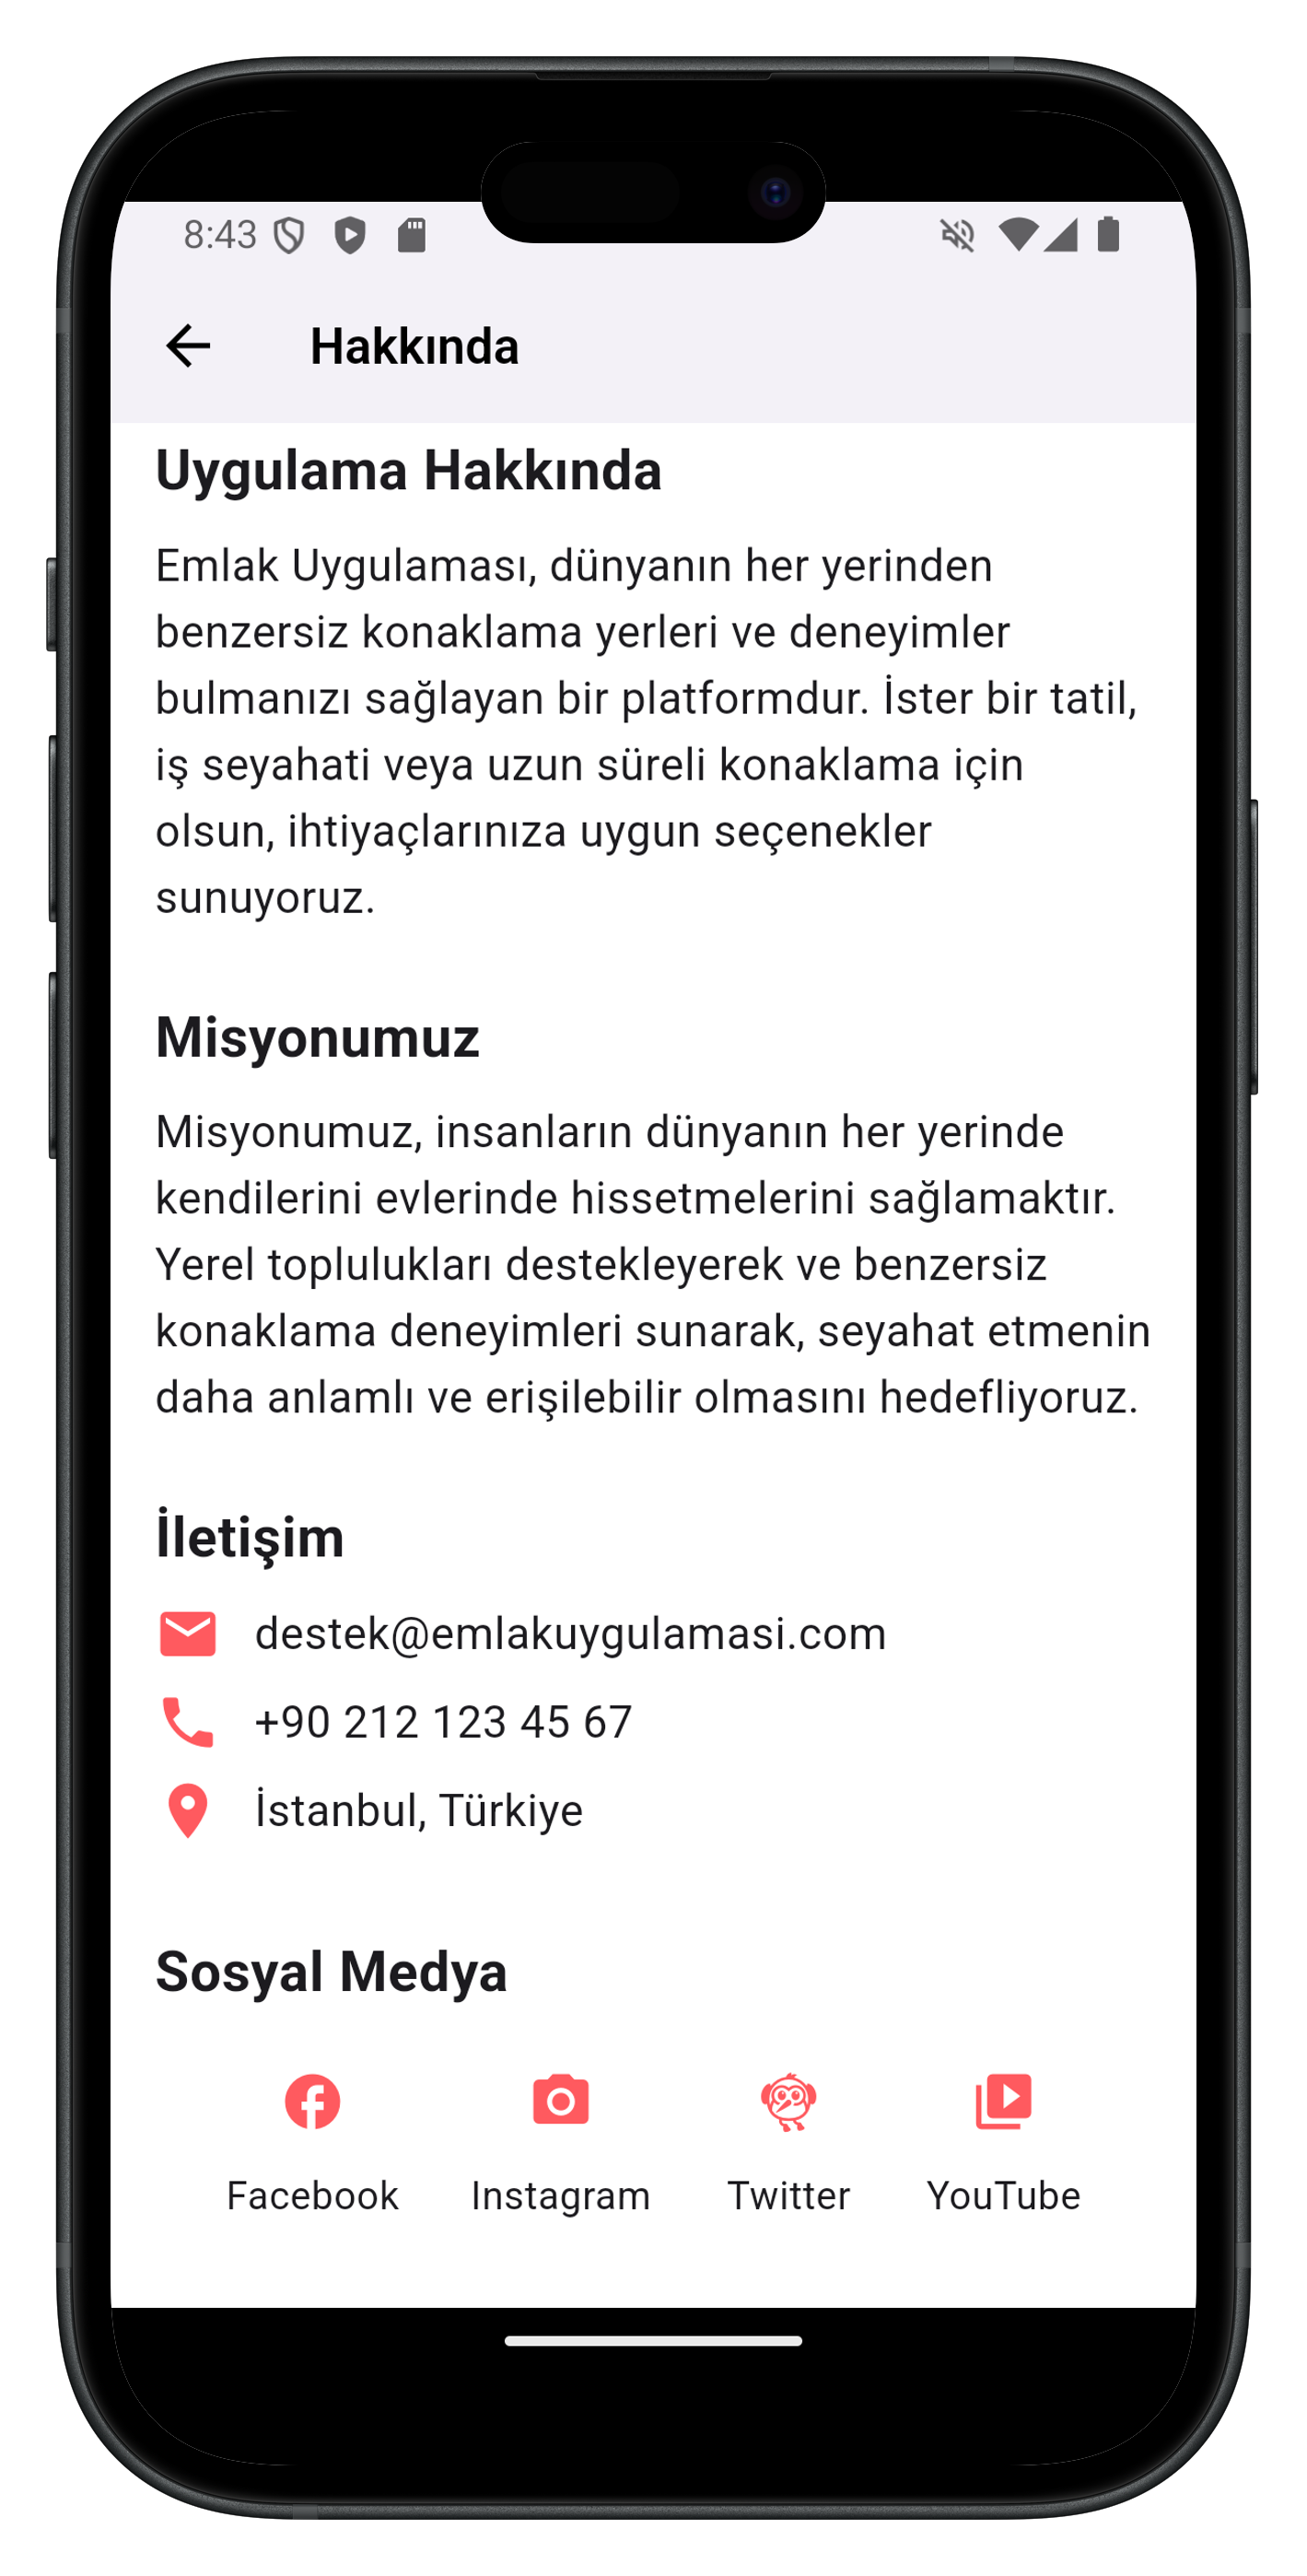 8:43
Hakkında
Uygulama Hakkında
Emlak Uygulaması, dünyanın her yerinden
benzersiz konaklama yerleri ve deneyimler
bulmanızı sağlayan bir platformdur. İster bir tatil,
iş seyahati veya uzun süreli konaklama için
olsun, ihtiyaçlarınıza uygun seçenekler
sunuyoruz.
Misyonumuz
Misyonumuz, insanların dünyanın her yerinde
kendilerini evlerinde hissetmelerini sağlamaktır.
Yerel toplulukları destekleyerek ve benzersiz
konaklama deneyimleri sunarak, seyahat etmenin
daha anlamlı ve erişilebilir olmasını hedefliyoruz.
İletişim
destek@emlakuygulamasi.com
+90 212 123 45 67
İstanbul, Türkiye
Sosyal Medya
Facebook Instagram Twitter YouTube